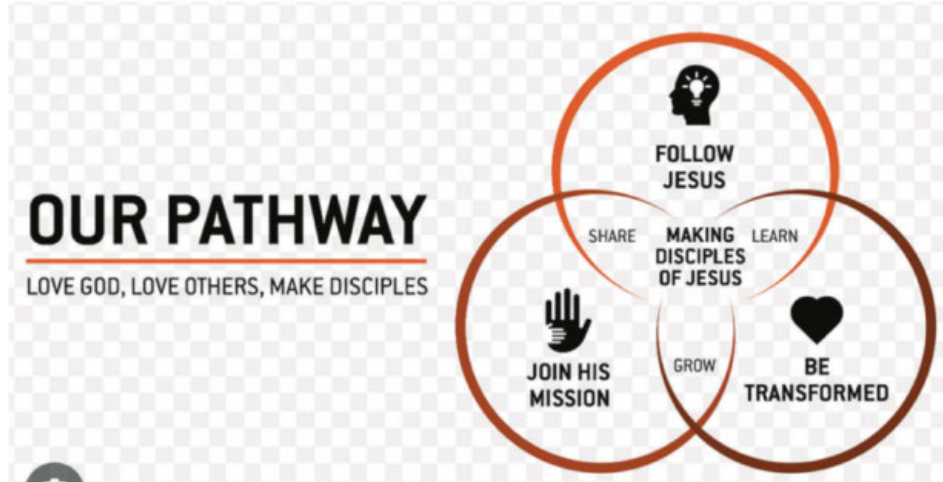 OUR PATHWAY
LOVE GOD, LOVE OTHERS, MAKE DISCIPLES
FOLLOW
JESUS
SHARE
MAKING
DISCIPLES
OF JESUS
LEARN
JOIN HIS
MISSION
GROW
BE
TRANSFORMED